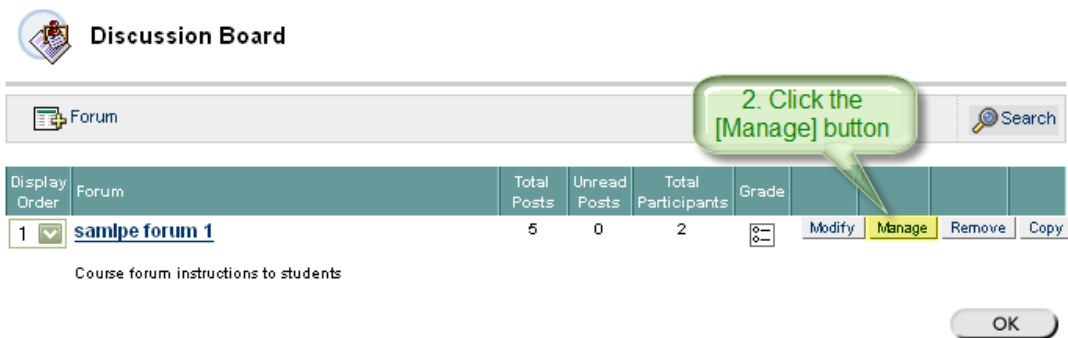 Discussion Board
Forum
2. Click the
[Manage] button
Search
Display
Order
Forum
Total
Posts
Unread
Posts
Total
Participants
Grade
1
samlpe forum 1
5
0
2
Modify
Manage
Remove
Copy
Course forum instructions to students
OK